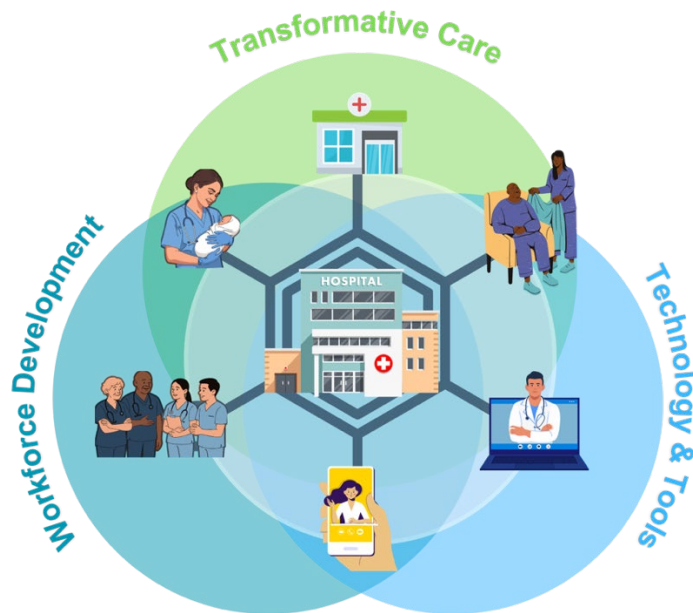 Transformative Care
HOSPITAL
Workforce Development
Technology & Tools